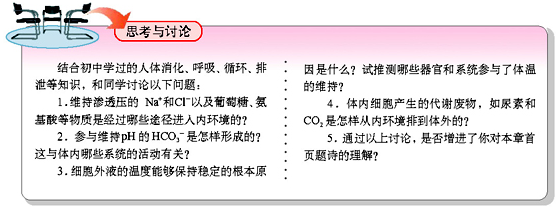 思考与讨论
结合初中学过的人体消化、呼吸、循环、排
泄等知识，和同学讨论以下问题：
1.维持渗透压的 Na⁺和Cl⁻以及葡萄糖、氨
基酸等物质是经过哪些途径进入内环境的？
2．参与维持pH的HCO₃⁻是怎样形成的？
这与体内哪些系统的活动有关？
3.细胞外液的温度能够保持稳定的根本原
因是什么？试推测哪些器官和系统参与了体温
的维持？
4．体内细胞产生的代谢废物，如尿素和
CO₂是怎样从内环境排到体外的？
5．通过以上讨论，是否增进了你对本章首
页题诗的理解？